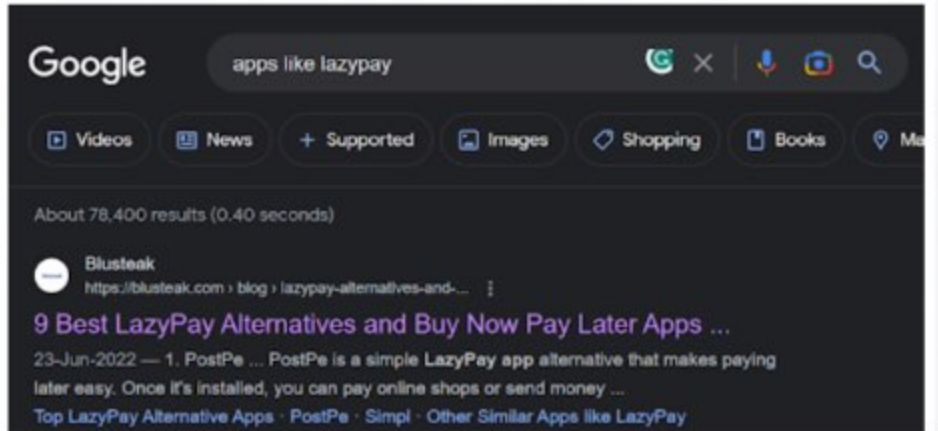 Google
apps like lazypay
Videos News + Supported Images Shopping Books Ma
About 78,400 results (0.40 seconds)
Blusteak
https://blusteak.com › blog › lazypay-alternatives-and-...
9 Best LazyPay Alternatives and Buy Now Pay Later Apps ...
23-Jun-2022 — 1. PostPe ... PostPe is a simple LazyPay app alternative that makes paying
later easy. Once it's installed, you can pay online shops or send money ...
Top LazyPay Alternative Apps · PostPe · Simpl · Other Similar Apps like LazyPay